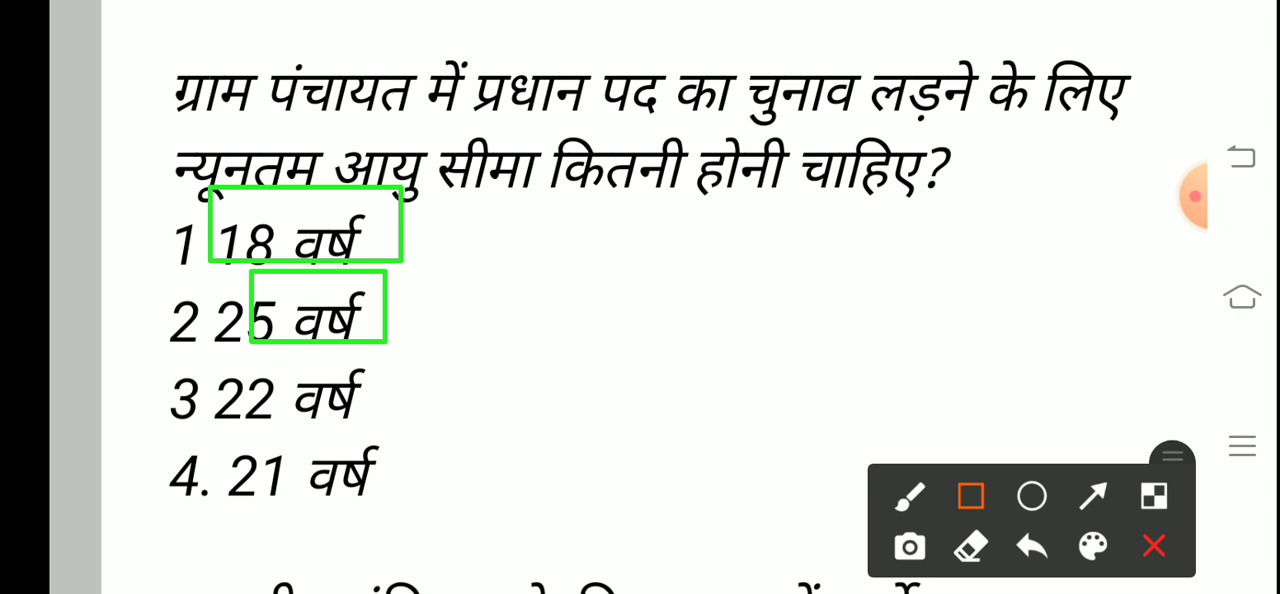 ग्राम पंचायत में प्रधान पद का चुनाव लड़ने के लिए
न्यूनतम आयु सीमा कितनी होनी चाहिए?
1 18 वर्ष
2 25 वर्ष
3 22 वर्ष
4. 21 वर्ष